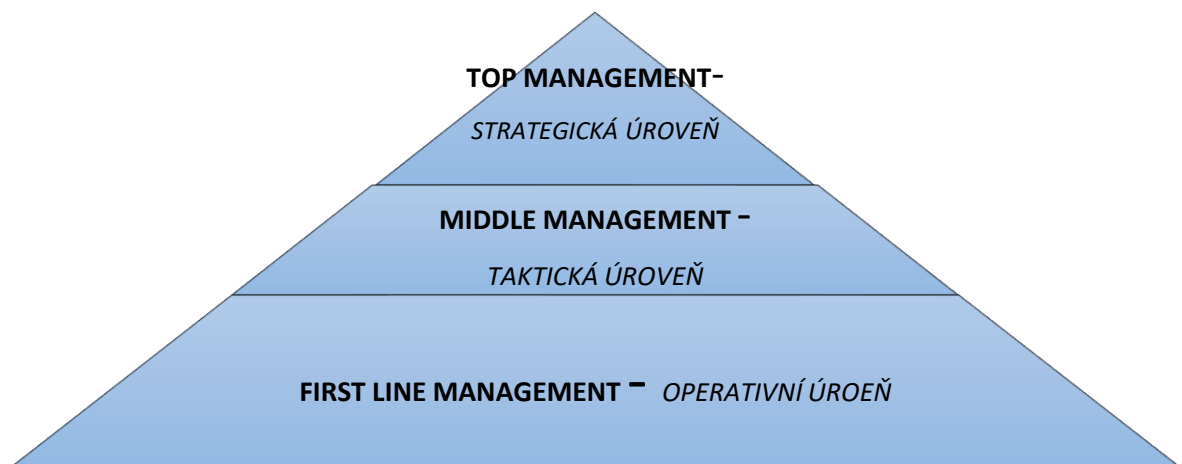 TOP MANAGEMENT-
STRATEGICKÁ ÚROVEŇ
MIDDLE MANAGEMENT -
TAKTICKÁ ÚROVEŇ
FIRST LINE MANAGEMENT - OPERATIVNÍ ÚROEŇ